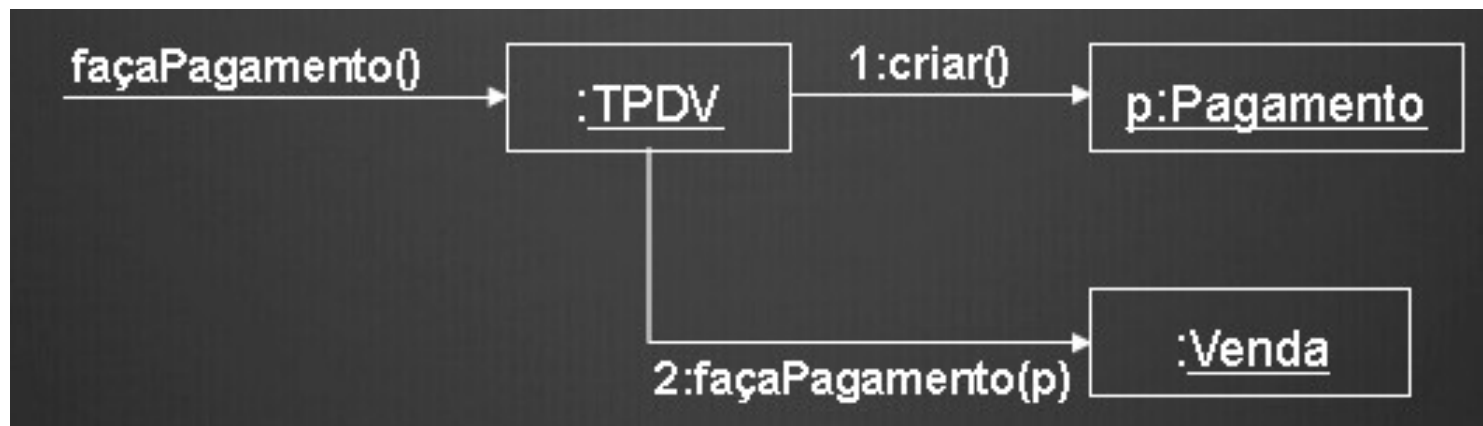 façaPagamento()
:TPDV
1:criar()
p:Pagamento
:Venda
2:façaPagamento(p)